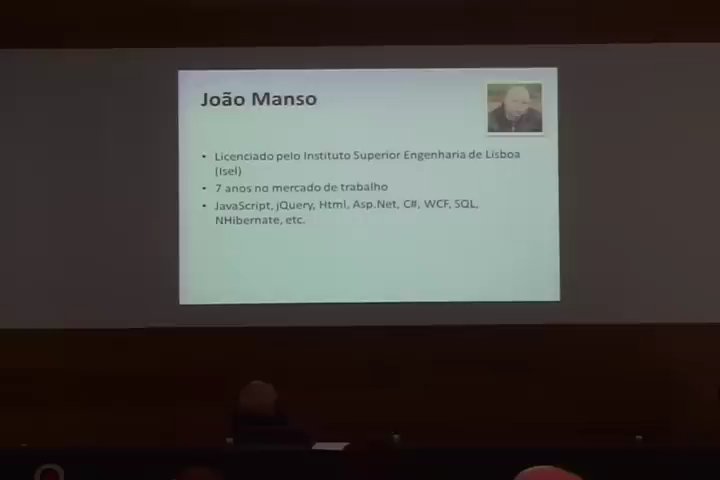 João Manso
• Licenciado pelo Instituto Superior Engenharia de Lisboa
(Isel)
• 7 anos no mercado de trabalho
• JavaScript, jQuery, Html, Asp.Net, C#, WCF, SQL,
NHibernate, etc.